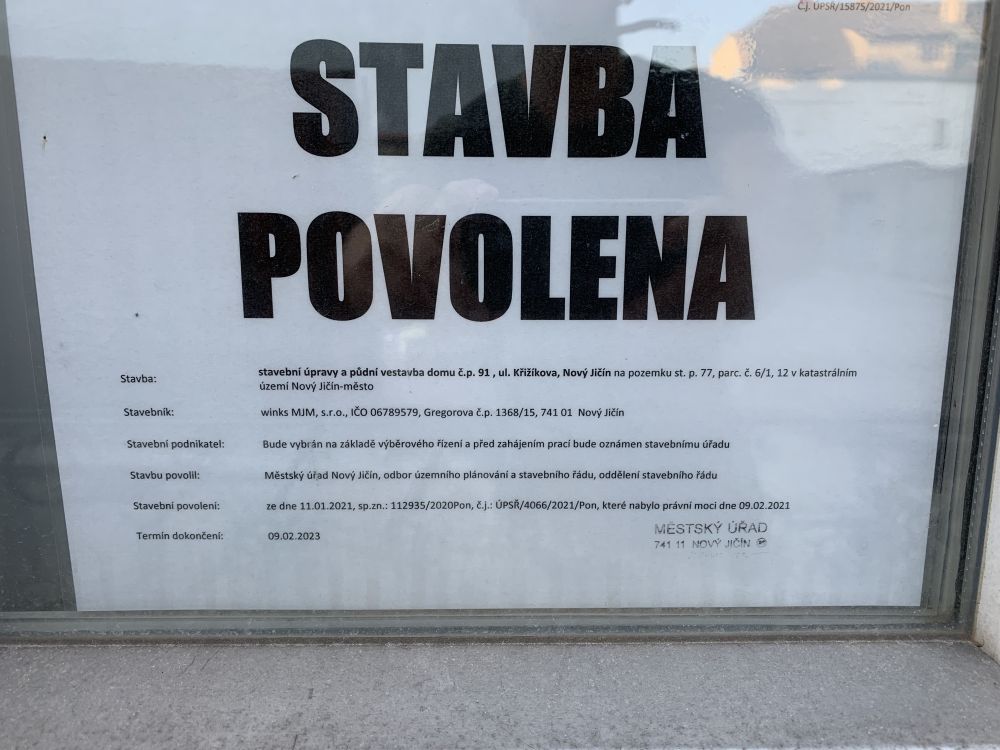 Č.j. ÚPSŘ/15875/2021/Pon
STAVBA
POVOLENA
Stavba: stavební úpravy a půdní vestavba domu č.p. 91 , ul. Křižíkova, Nový Jičín na pozemku st. p. 77, parc. č. 6/1, 12 v katastrálním
území Nový Jičín-město
Stavebník: winks MJM, s.r.o., IČO 06789579, Gregorova č.p. 1368/15, 741 01 Nový Jičín
Stavební podnikatel: Bude vybrán na základě výběrového řízení a před zahájením prací bude oznámen stavebnímu úřadu
Stavbu povolil: Městský úřad Nový Jičín, odbor územního plánování a stavebního řádu, oddělení stavebního řádu
Stavební povolení: ze dne 11.01.2021, sp.zn.: 112935/2020Pon, č.j.: ÚPSŘ/4066/2021/Pon, které nabylo právní moci dne 09.02.2021
Termín dokončení: 09.02.2023
MĚSTSKÝ ÚŘAD
741 11 NOVÝ JIČÍN